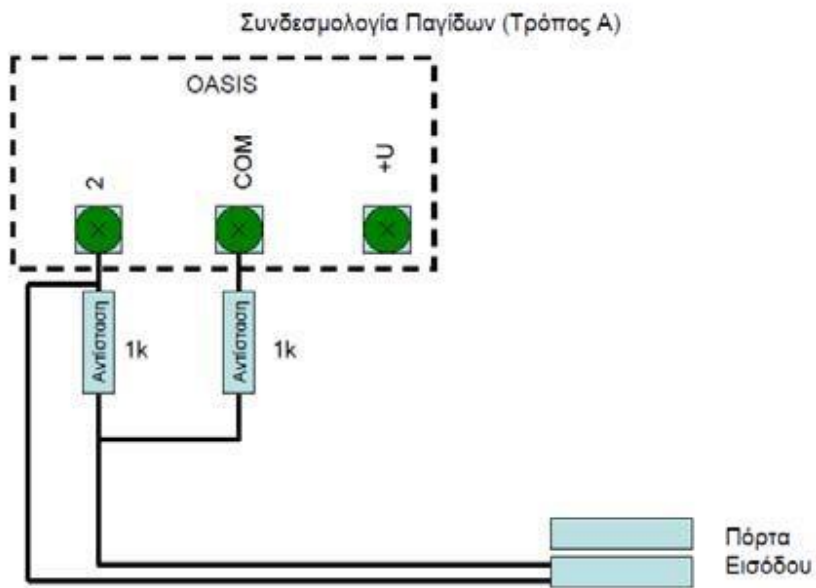 Συνδεσμολογία Παγίδων (Τρόπος Α)
OASIS
2
COM
+U
Αντίσταση
1k
Αντίσταση
1k
Πόρτα
Εισόδου